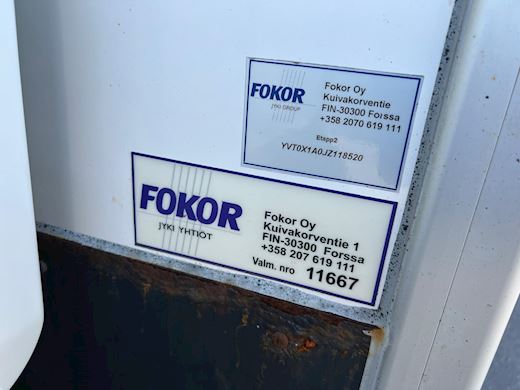 FOKOR
JYKI GROUP
Fokor Oy
Kuivakorventie
FIN-30300 Forssa
+358 2070 619 111
Etapp2
YVT0X1A0JZ118520
FOKOR
JYKI YHTIÖT
Fokor Oy
Kuivakorventie 1
FIN-30300 Forssa
+358 207 619 111
Valm. nro 11667